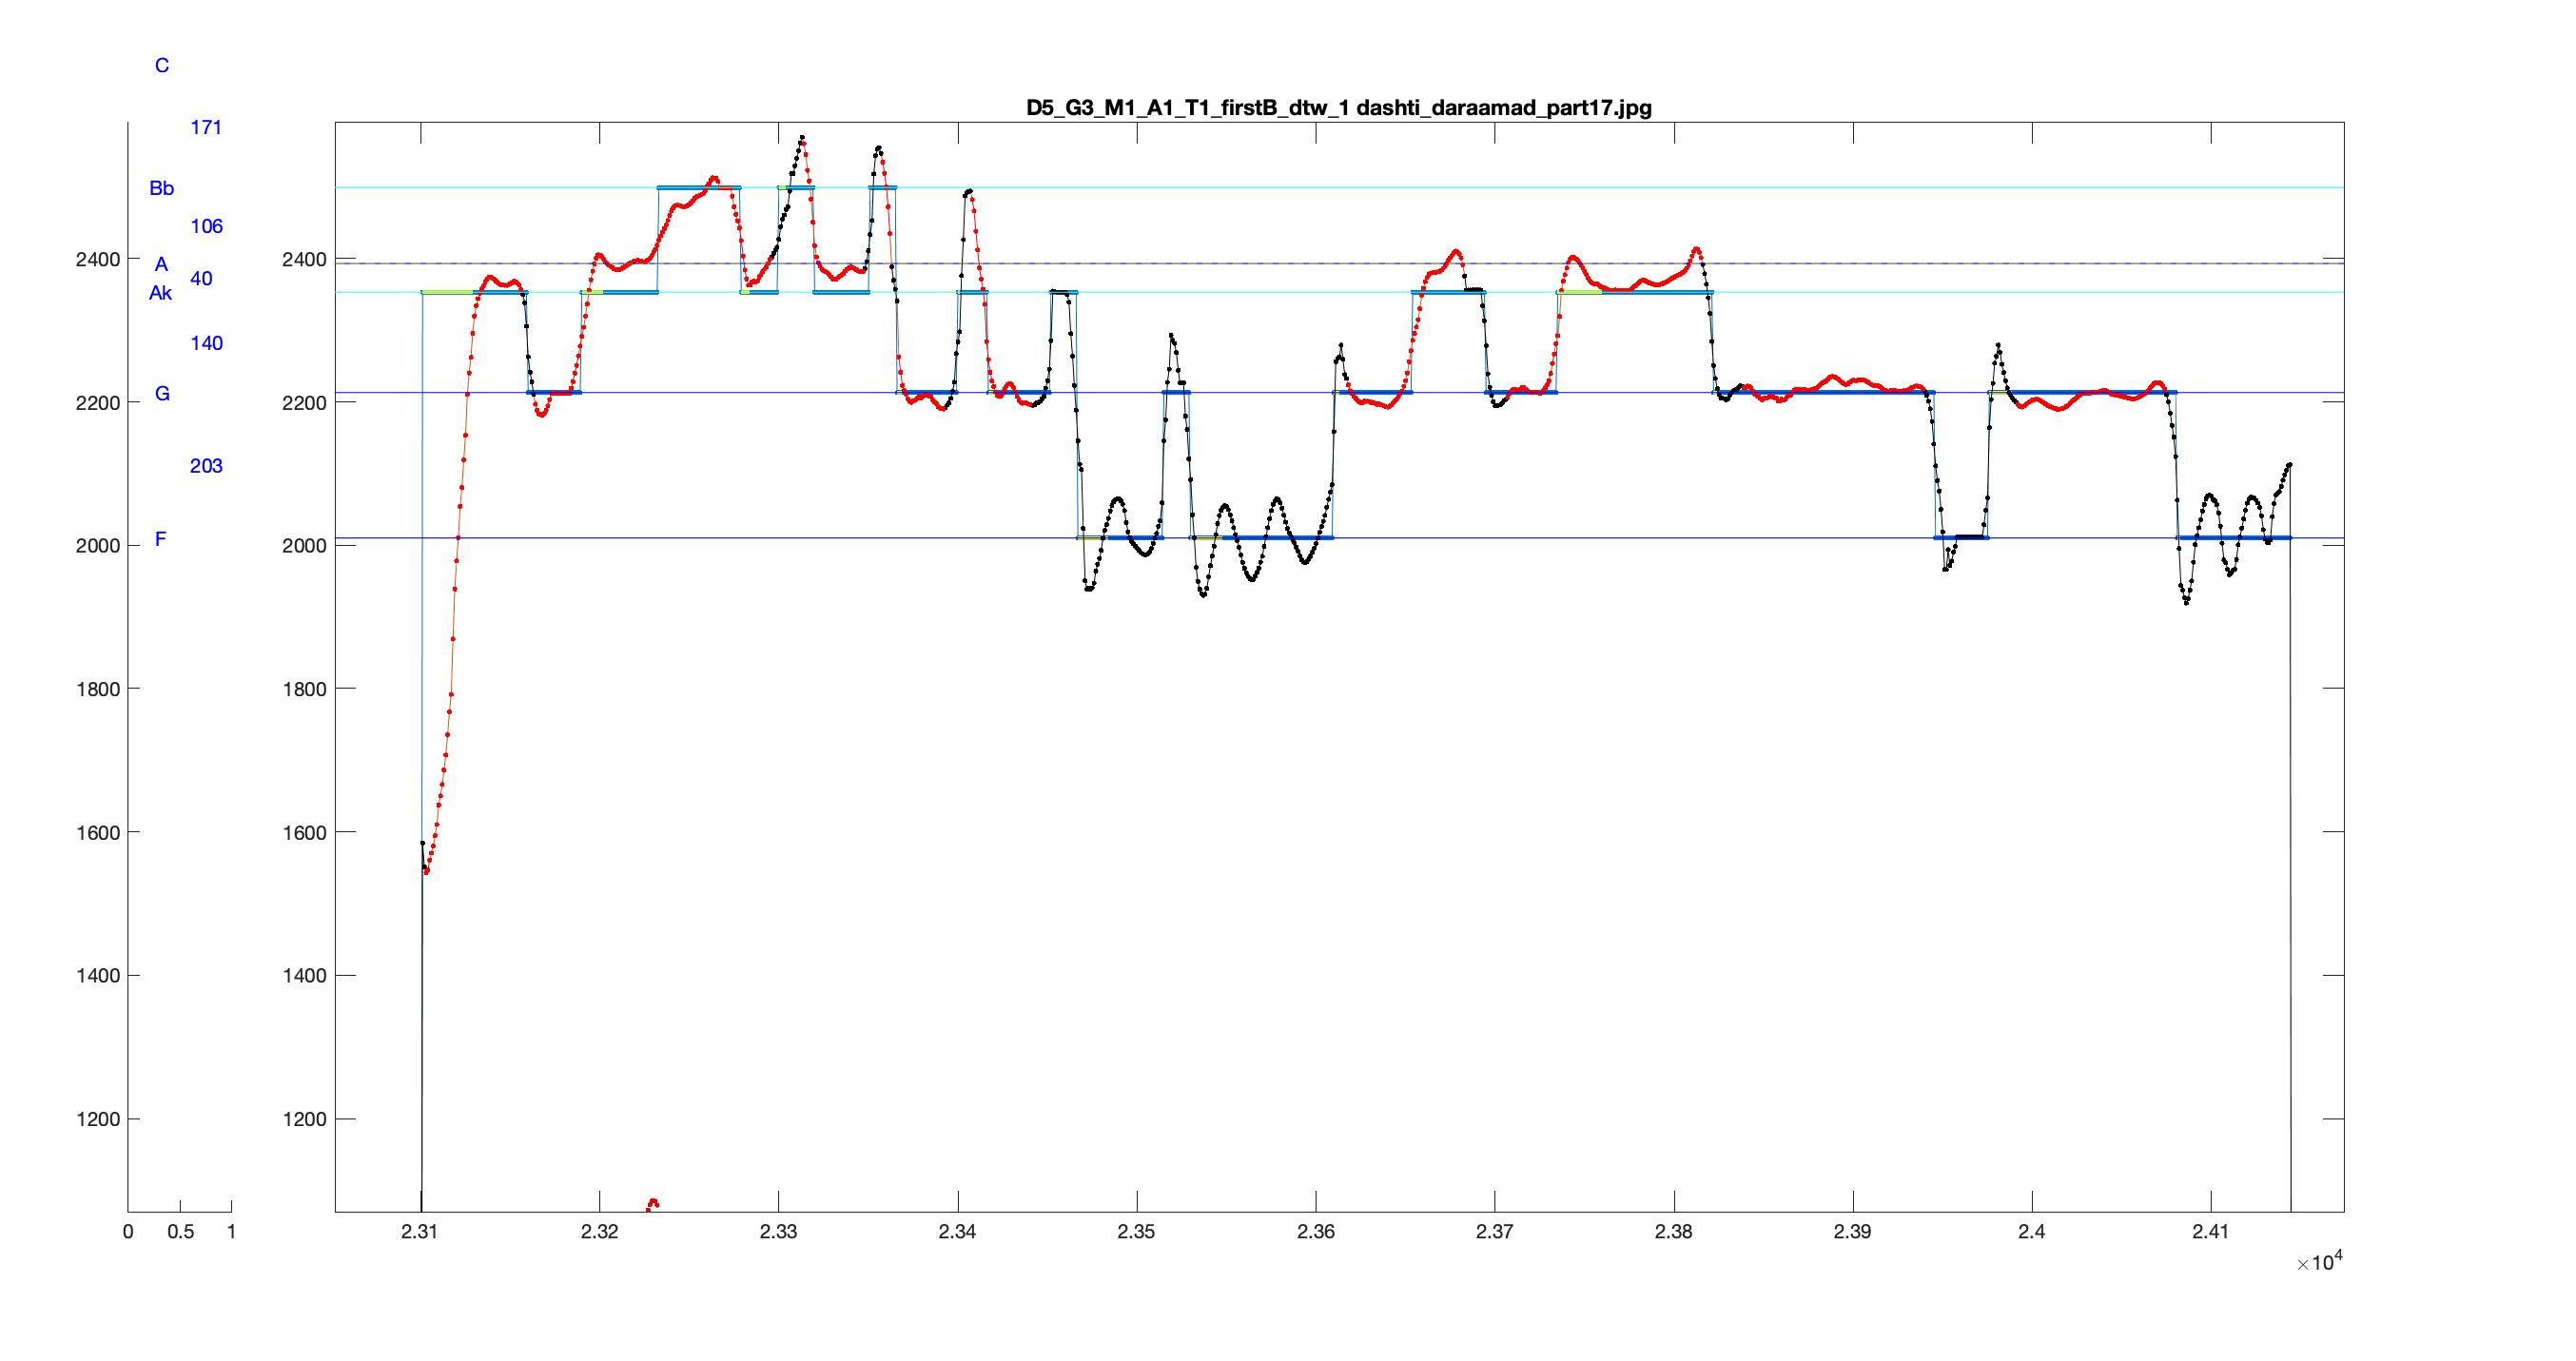 C
D5_G3_M1_A1_T1_firstB_dtw_1 dashti_daraamad_part17.jpg
171
Bb
106
2400 A 2400
40
Ak
140
G
2200 2200
203
F
2000 2000
1800 1800
1600 1600
1400 1400
1200 1200
0 0.5 1 2.31 2.32 2.33 2.34 2.35 2.36 2.37 2.38 2.39 2.4 2.41
×10^4